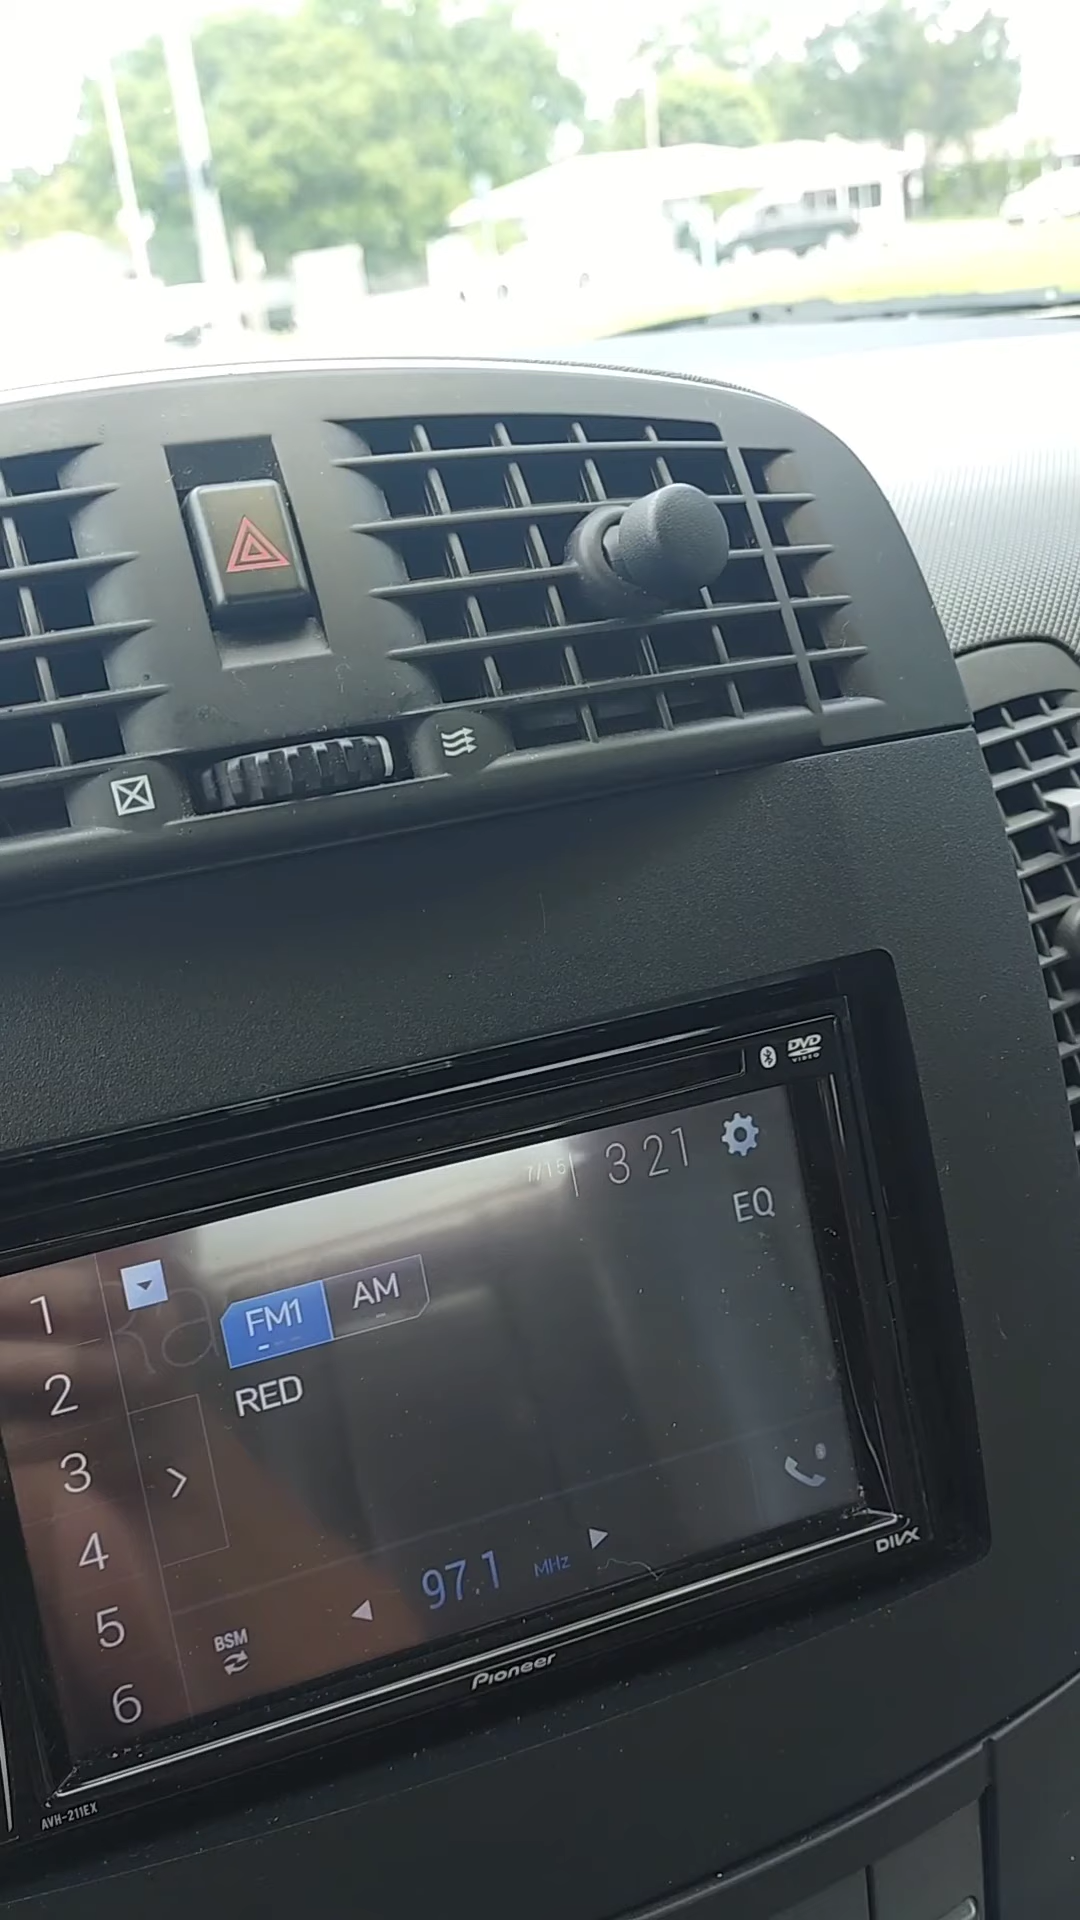 DVD
VIDEO
7/15
3 21
EQ
1
2
3
4
5
6
FM1
AM
RED
97.1 MHz
BSM
Pioneer
DIVX
AVH-211EX